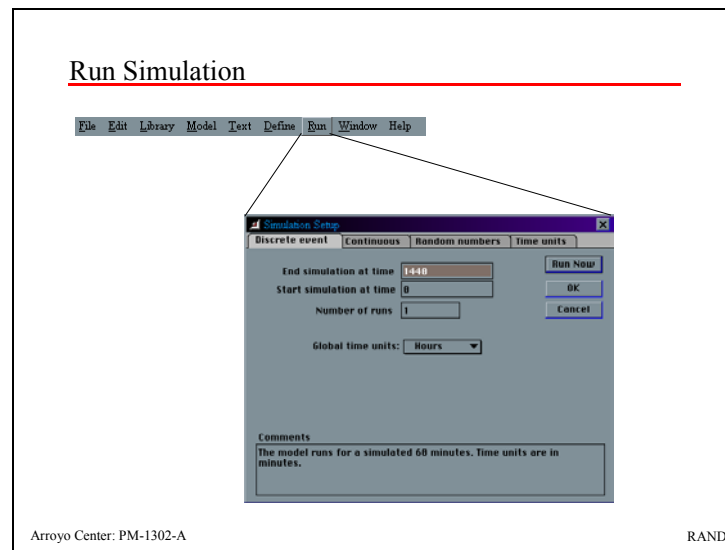 Run Simulation
File Edit Library Model Text Define Run Window Help
Simulation Setup
Discrete event Continuous Random numbers Time units
End simulation at time 1440 Run Now
Start simulation at time 0 OK
Number of runs 1 Cancel
Global time units: Hours
Comments
The model runs for a simulated 60 minutes. Time units are in
minutes.
Arroyo Center: PM-1302-A RAND